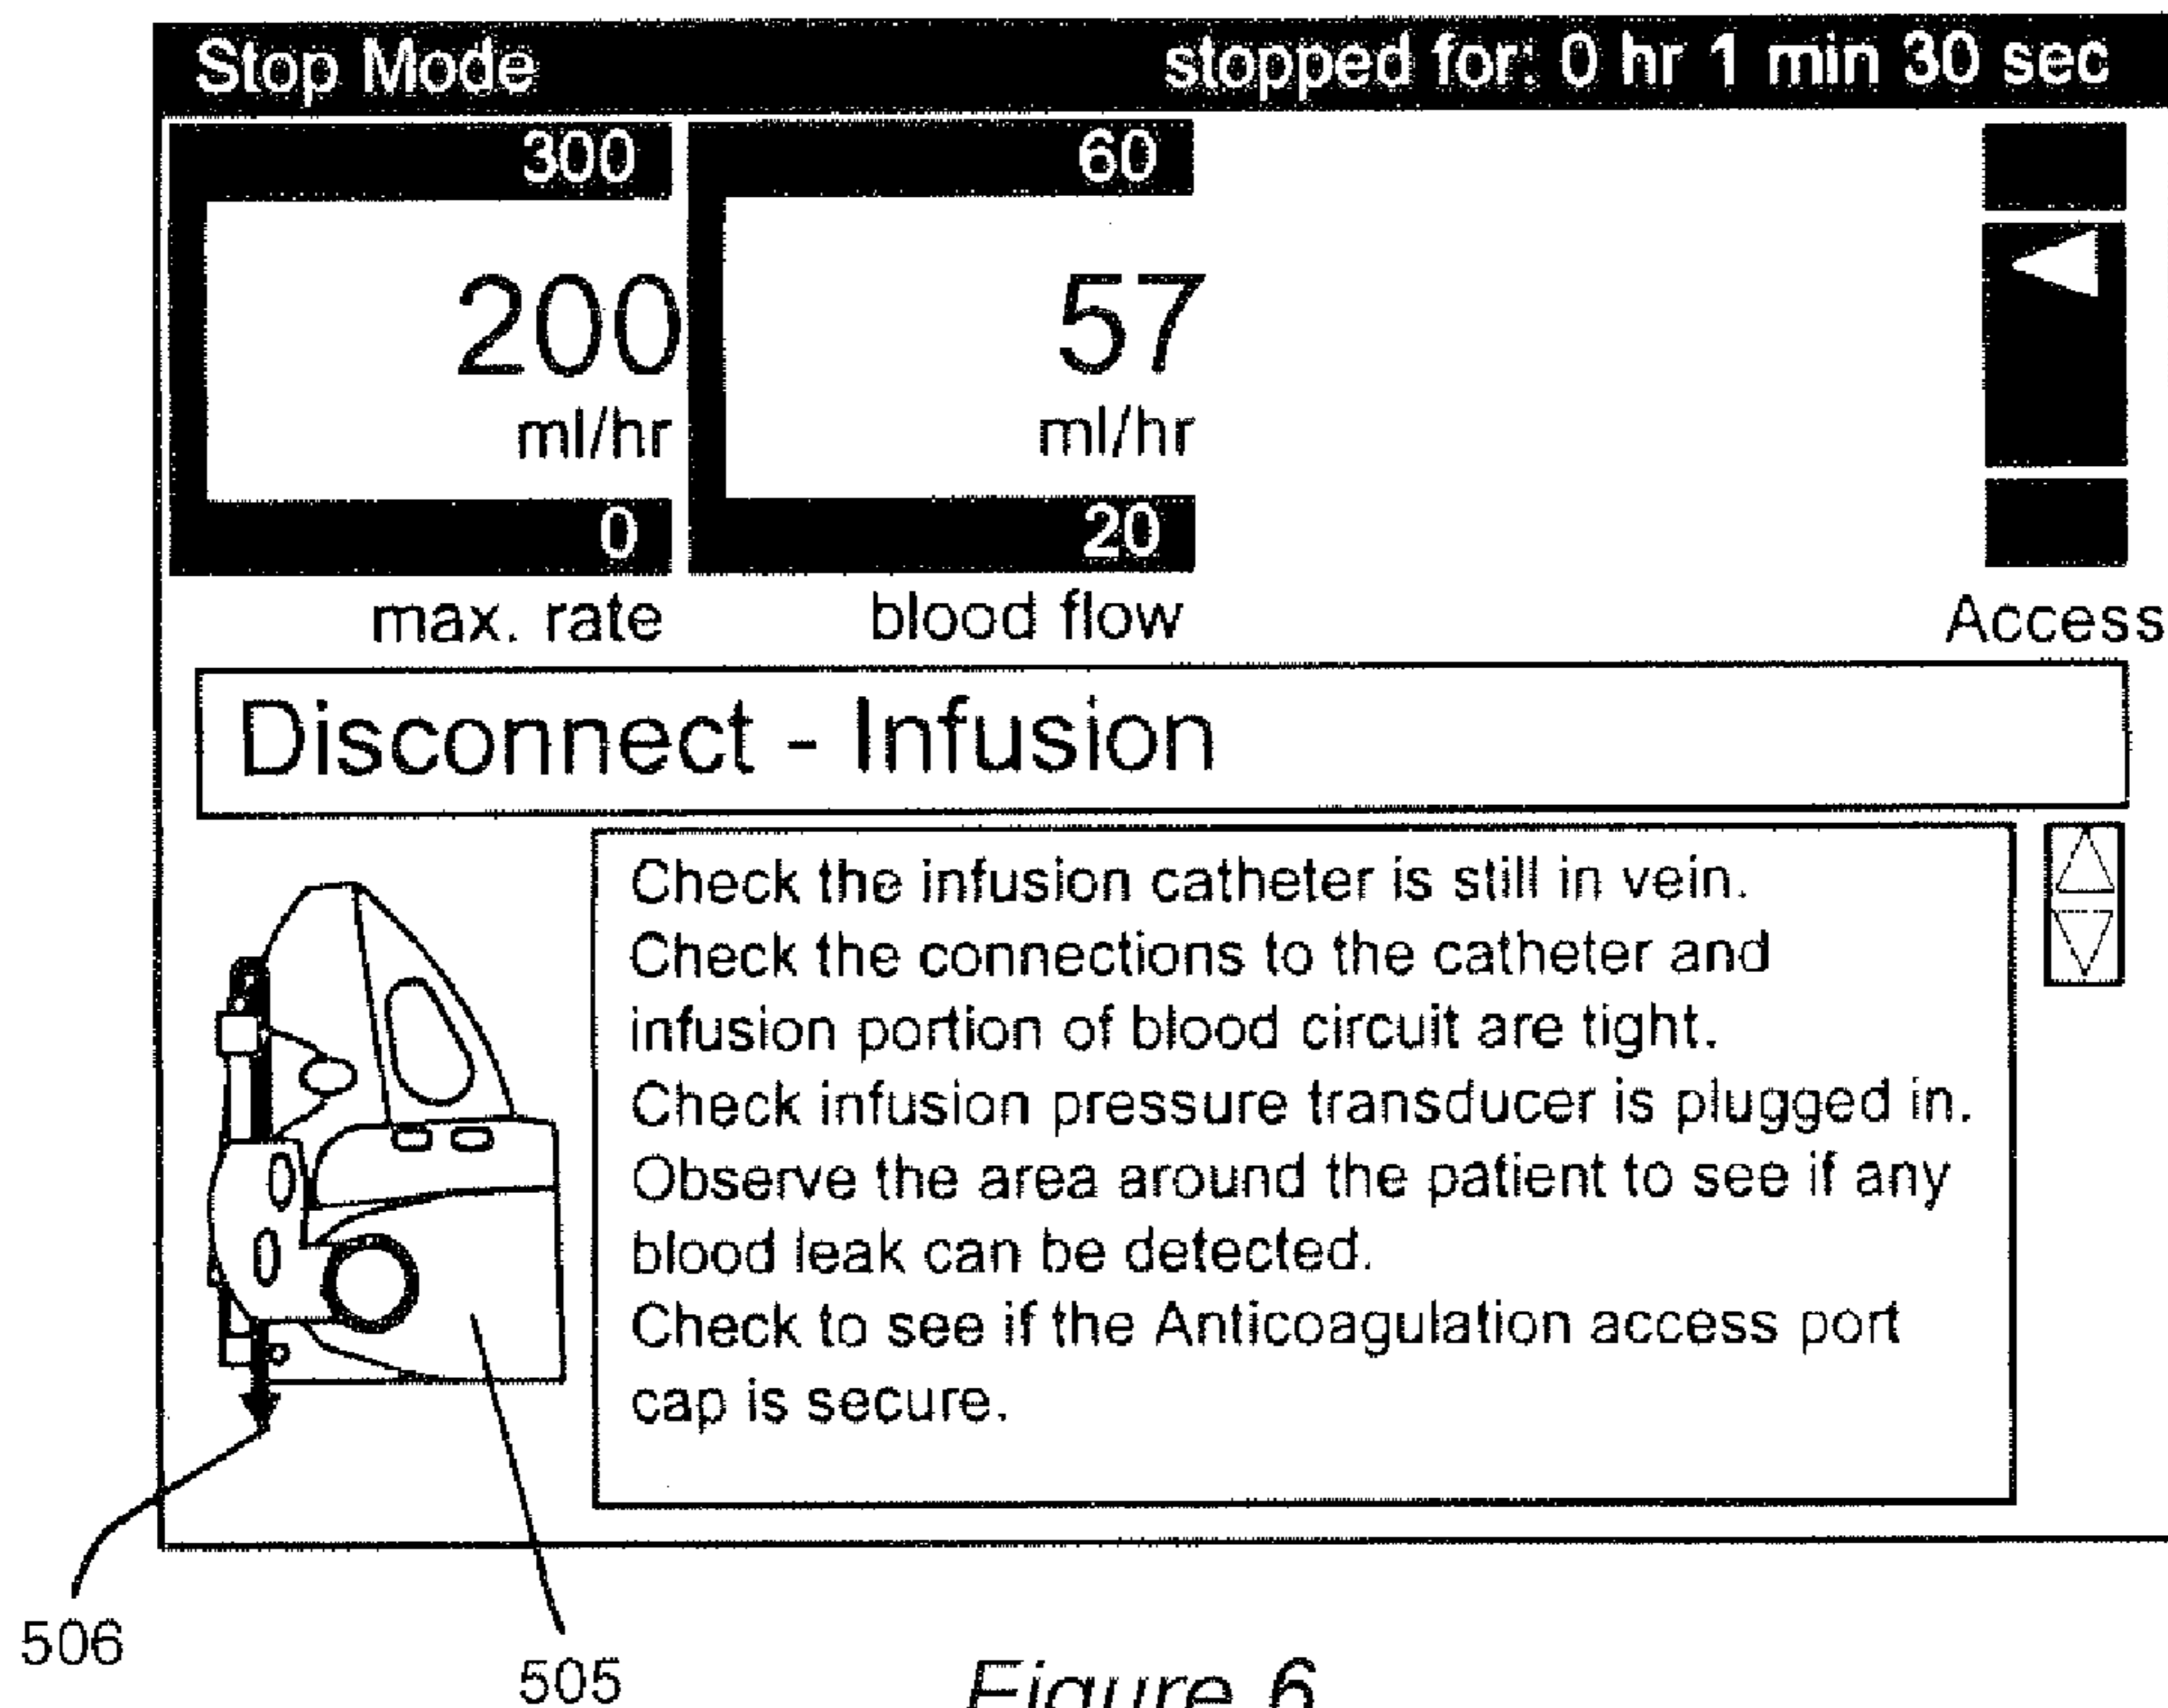 Stop Mode stopped for: 0 hr 1 min 30 sec
300 60
200 57
ml/hr ml/hr
0 20
max. rate blood flow Access
Disconnect - Infusion
Check the infusion catheter is still in vein.
Check the connections to the catheter and
infusion portion of blood circuit are tight.
Check infusion pressure transducer is plugged in.
Observe the area around the patient to see if any
blood leak can be detected.
Check to see if the Anticoagulation access port
cap is secure.
506
505
Figure 6